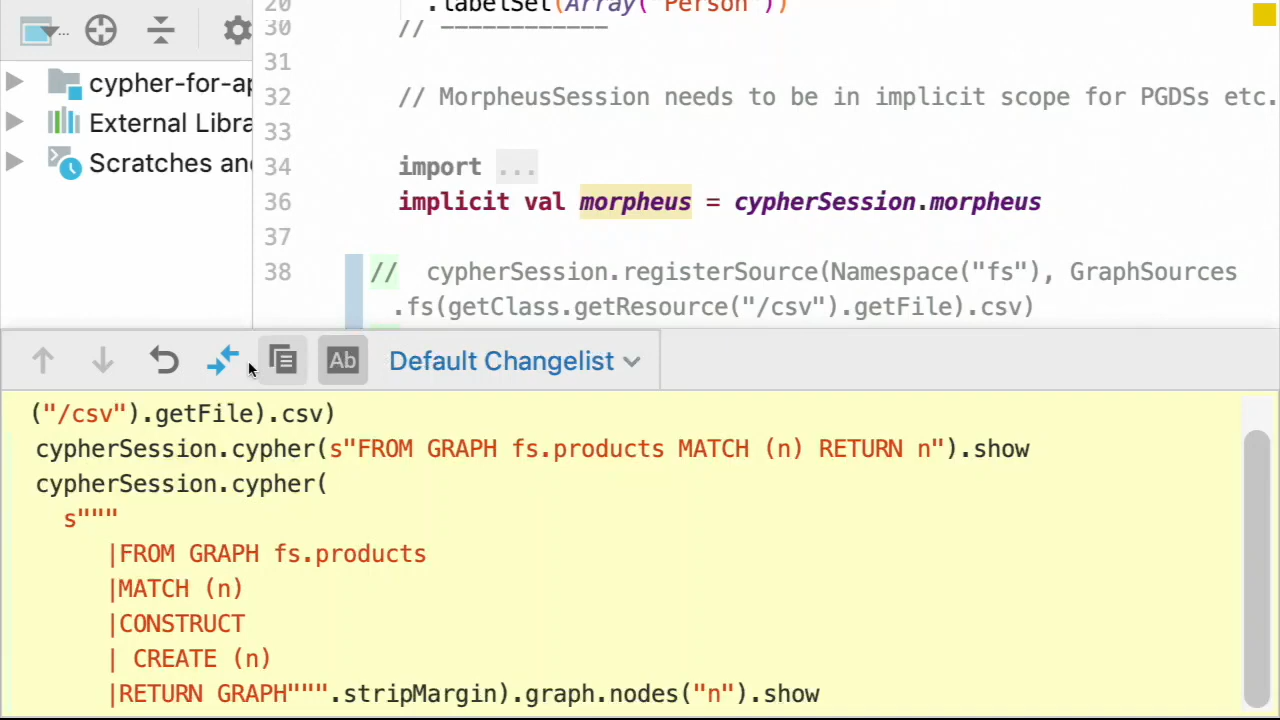 20 .labelSet(Array("Person"))
30 // ————————————
31
32 // MorpheusSession needs to be in implicit scope for PGDSs etc.
33
34 import ...
36 implicit val morpheus = cypherSession.morpheus
37
38 // cypherSession.registerSource(Namespace("fs"), GraphSources
.fs(getClass.getResource("/csv").getFile).csv)
cypher-for-ap
External Libra
Scratches and
Ab Default Changelist
("/csv").getFile).csv)
cypherSession.cypher(s"FROM GRAPH fs.products MATCH (n) RETURN n").show
cypherSession.cypher(
s"""
|FROM GRAPH fs.products
|MATCH (n)
|CONSTRUCT
| CREATE (n)
|RETURN GRAPH""".stripMargin).graph.nodes("n").show